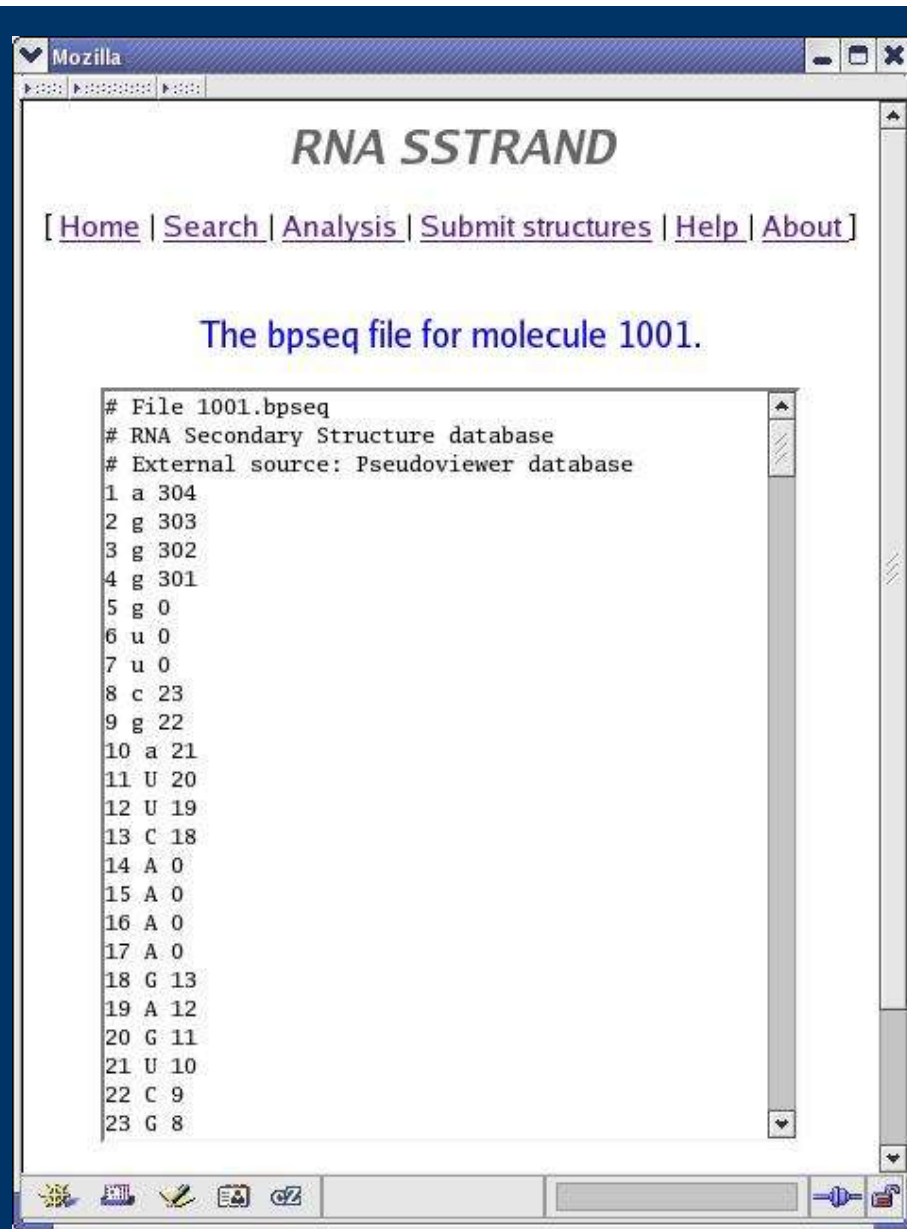 Mozilla
RNA SSTRAND
[ Home | Search | Analysis | Submit structures | Help | About ]
The bpseq file for molecule 1001.
# File 1001.bpseq
# RNA Secondary Structure database
# External source: Pseudoviewer database
1 a 304
2 g 303
3 g 302
4 g 301
5 g 0
6 u 0
7 u 0
8 c 23
9 g 22
10 a 21
11 U 20
12 U 19
13 C 18
14 A 0
15 A 0
16 A 0
17 A 0
18 G 13
19 A 12
20 G 11
21 U 10
22 C 9
23 G 8